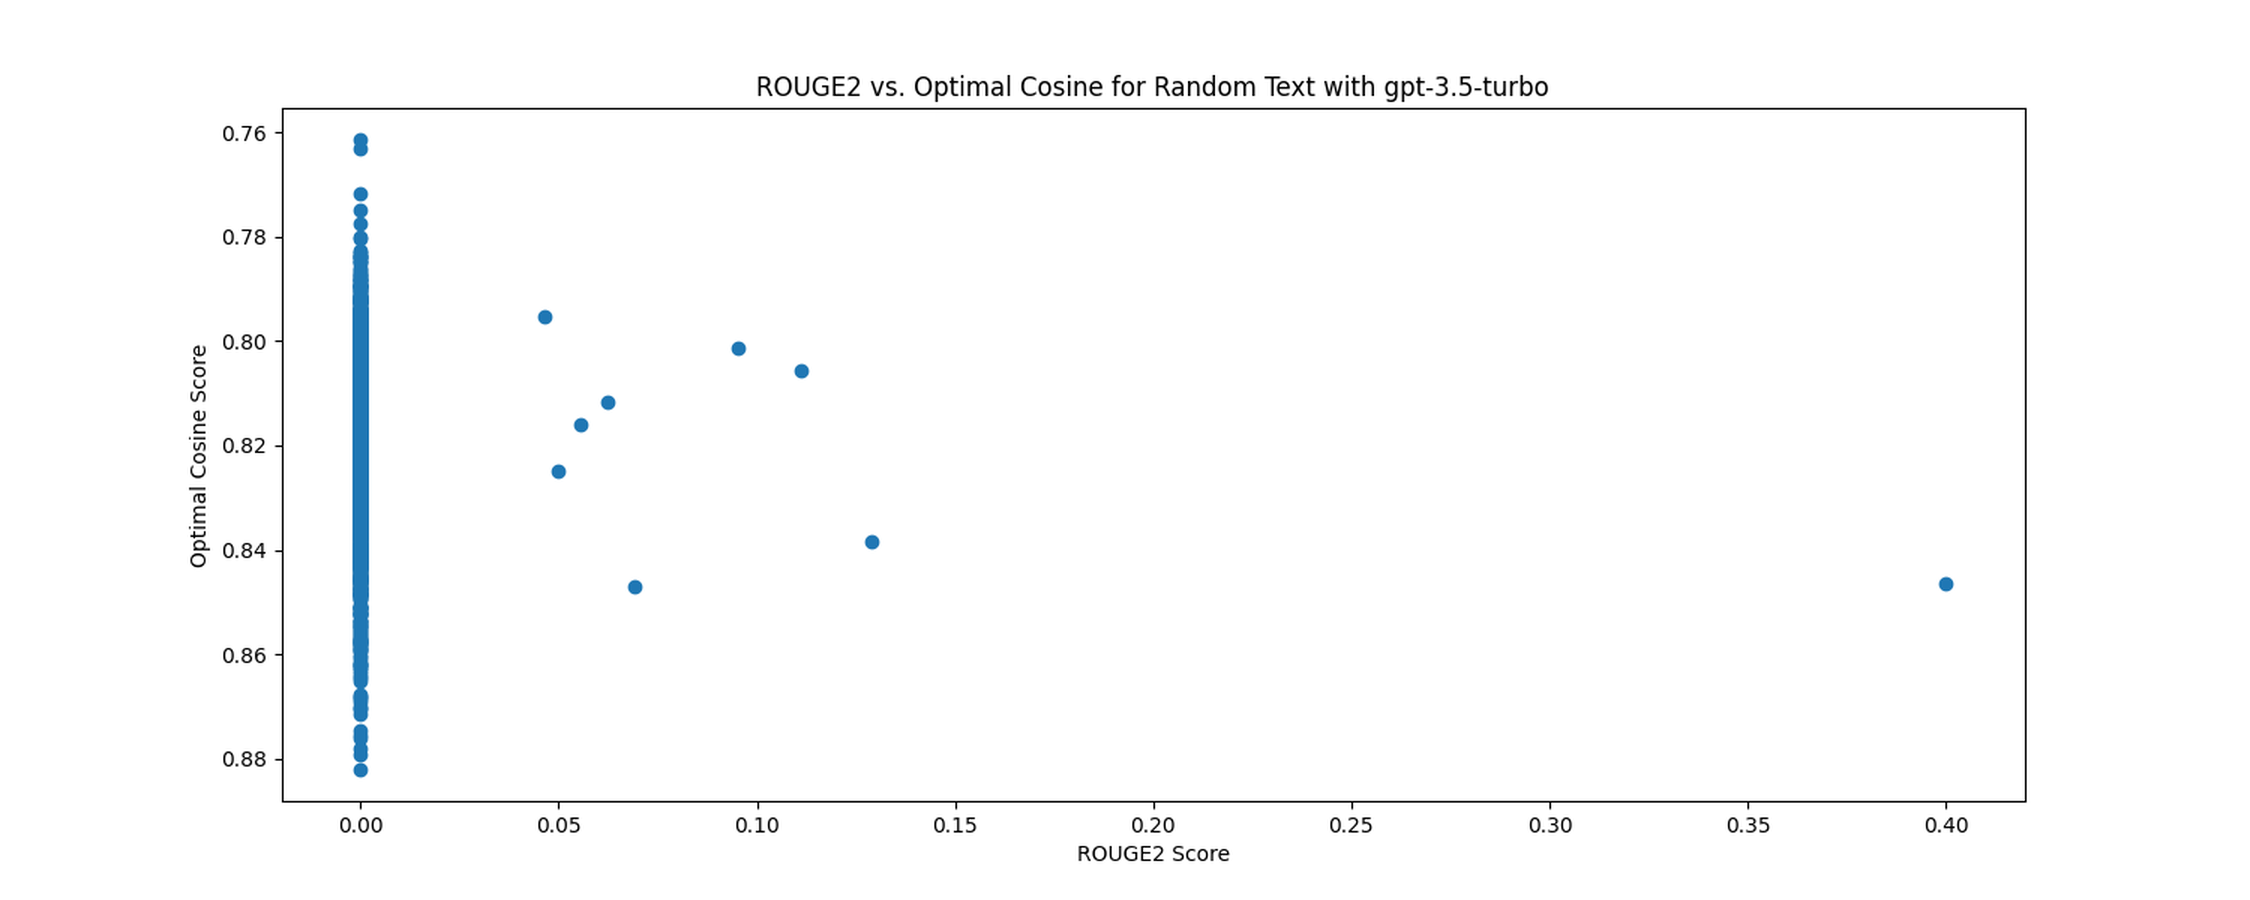 ROUGE2 vs. Optimal Cosine for Random Text with gpt-3.5-turbo
Optimal Cosine Score
0.76
0.78
0.80
0.82
0.84
0.86
0.88
0.00 0.05 0.10 0.15 0.20 0.25 0.30 0.35 0.40
ROUGE2 Score